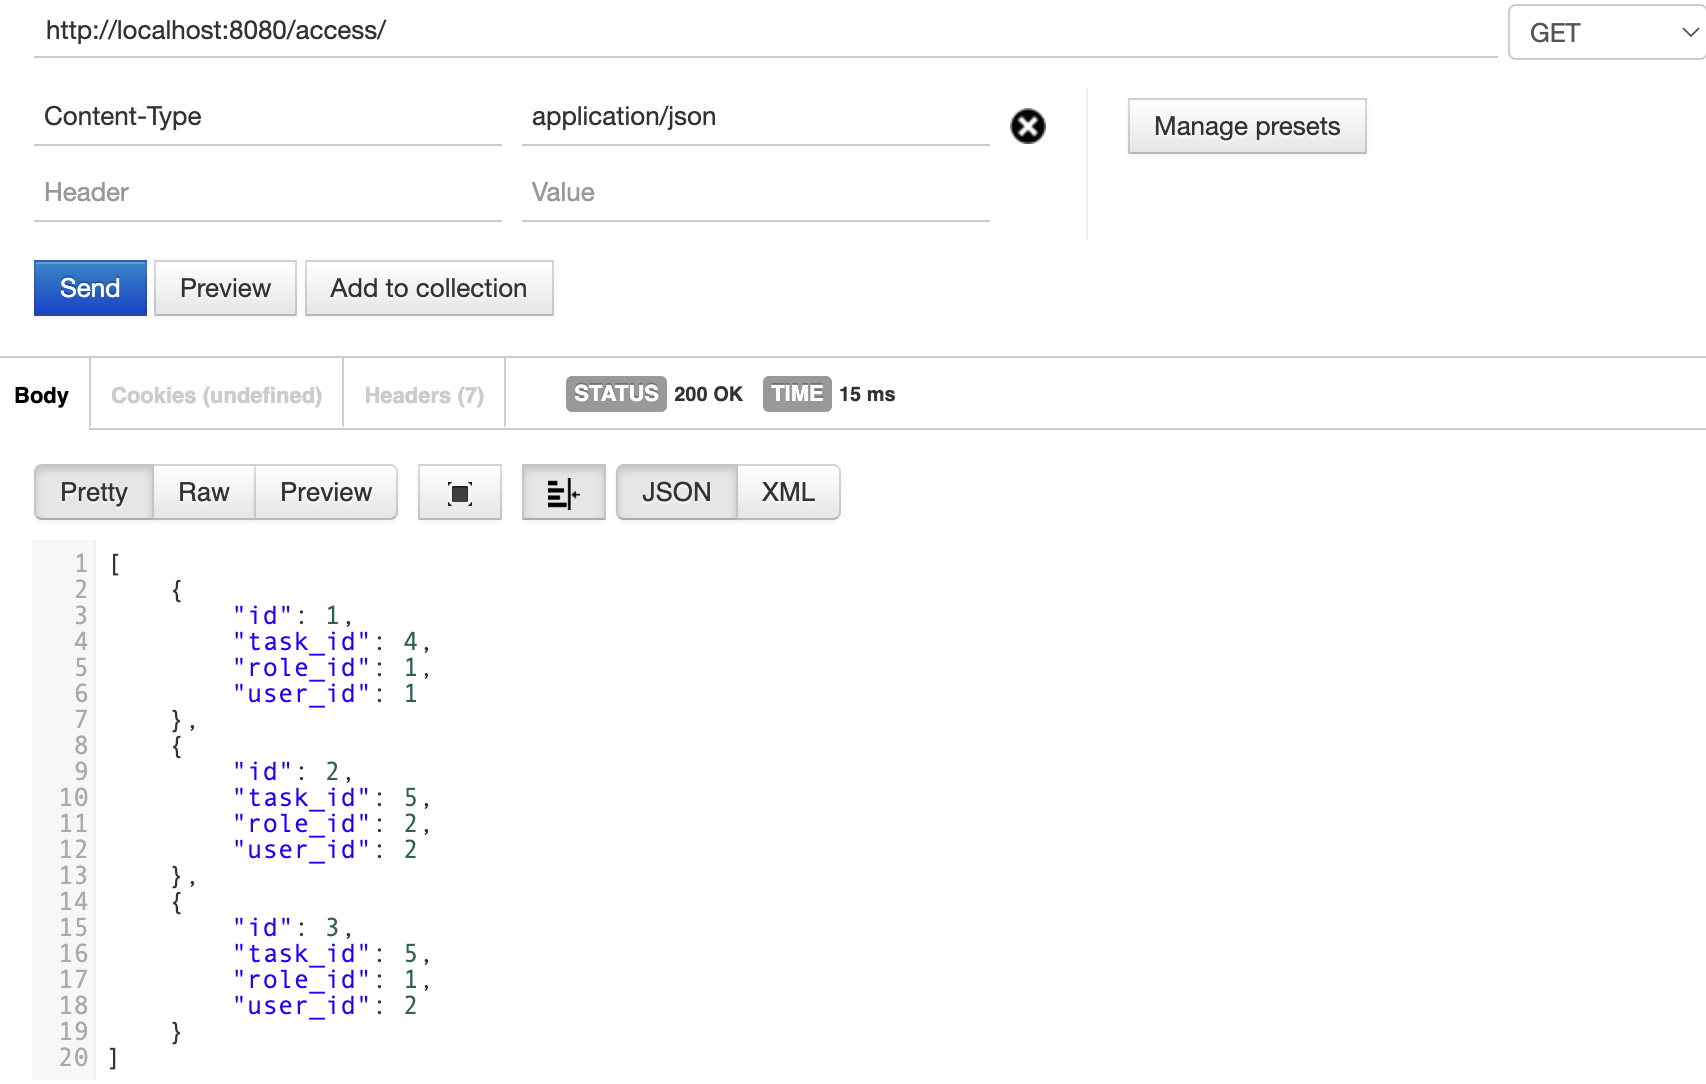 http://localhost:8080/access/ GET
Content-Type application/json Manage presets
Header Value
Send Preview Add to collection
Body Cookies (undefined) Headers (7) STATUS 200 OK TIME 15 ms
Pretty Raw Preview JSON XML
1 [
2     {
3         "id": 1,
4         "task_id": 4,
5         "role_id": 1,
6         "user_id": 1
7     },
8     {
9         "id": 2,
10         "task_id": 5,
11         "role_id": 2,
12         "user_id": 2
13     },
14     {
15         "id": 3,
16         "task_id": 5,
17         "role_id": 1,
18         "user_id": 2
19     }
20 ]